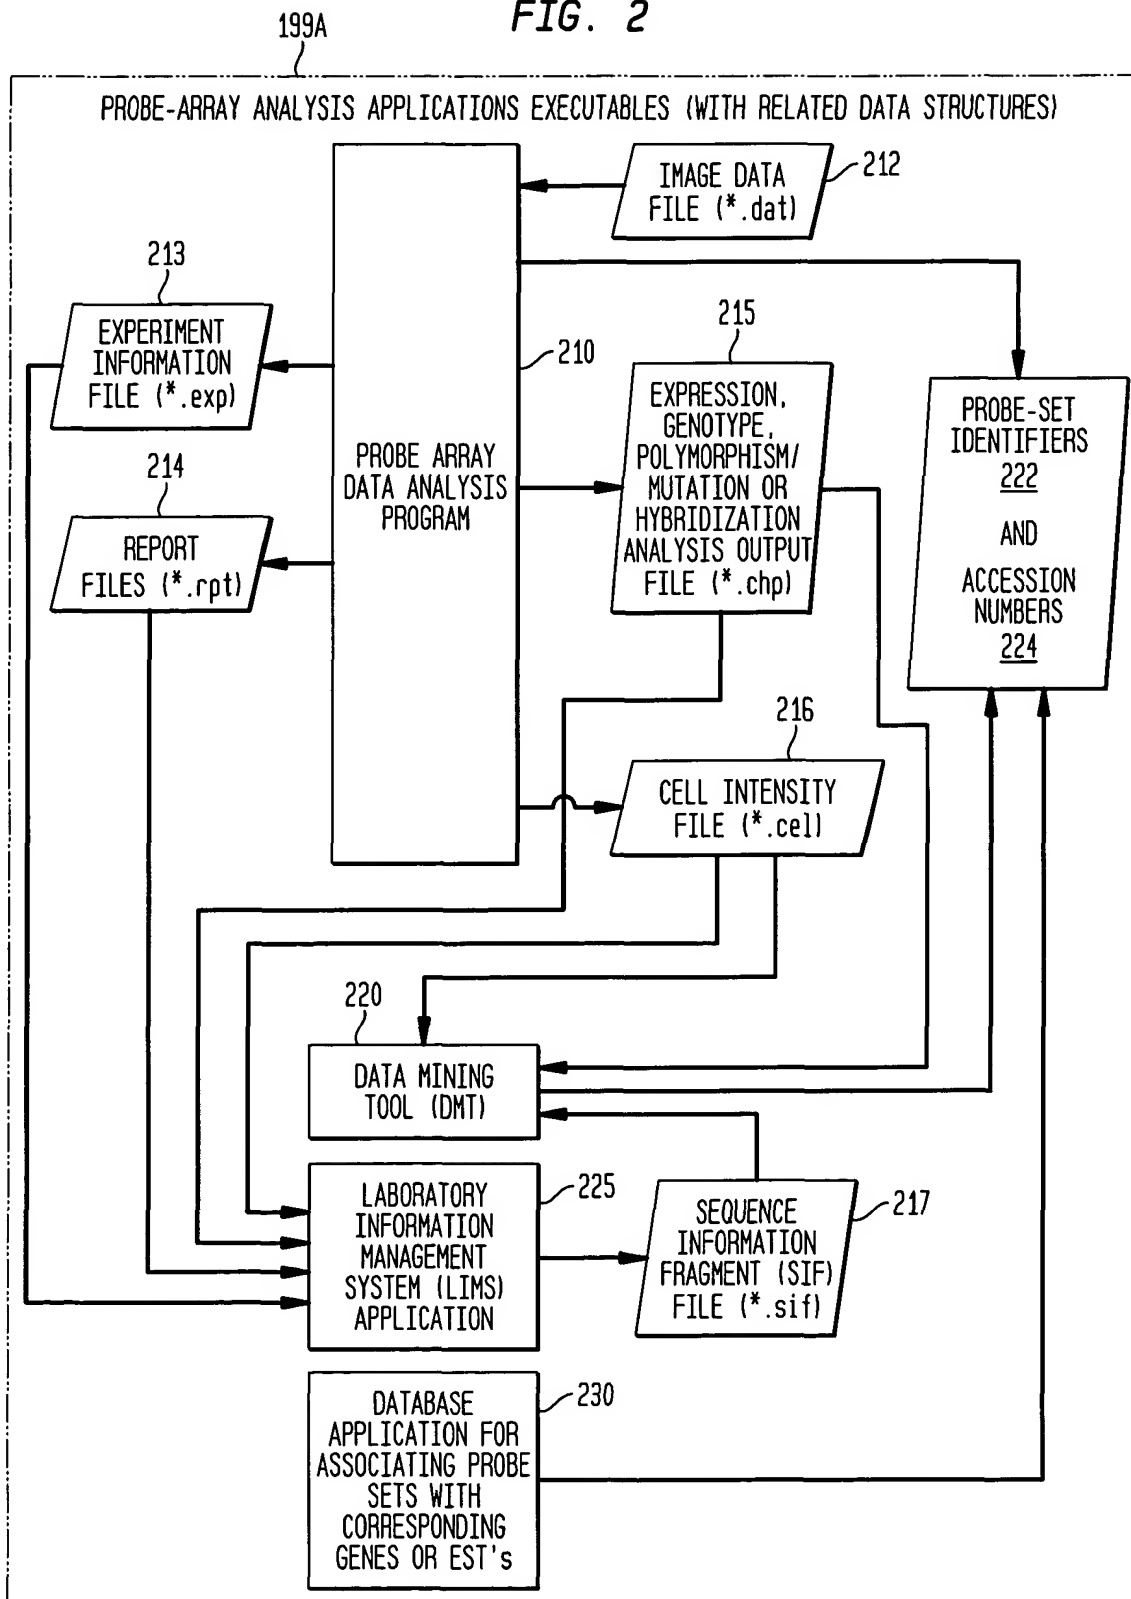 FIG. 2
199A
PROBE-ARRAY ANALYSIS APPLICATIONS EXECUTABLES (WITH RELATED DATA STRUCTURES)
IMAGE DATA
FILE (*.dat)
212
213
EXPERIMENT
INFORMATION
FILE (*.exp)
210
215
EXPRESSION,
GENOTYPE,
POLYMORPHISM/
MUTATION OR
HYBRIDIZATION
ANALYSIS OUTPUT
FILE (*.chp)
PROBE-SET
IDENTIFIERS
222
AND
ACCESSION
NUMBERS
224
PROBE ARRAY
DATA ANALYSIS
PROGRAM
214
REPORT
FILES (*.rpt)
216
CELL INTENSITY
FILE (*.cel)
220
DATA MINING
TOOL (DMT)
LABORATORY
INFORMATION
MANAGEMENT
SYSTEM (LIMS)
APPLICATION
225
SEQUENCE
INFORMATION
FRAGMENT (SIF)
FILE (*.sif)
217
DATABASE
APPLICATION FOR
ASSOCIATING PROBE
SETS WITH
CORRESPONDING
GENES OR EST's
230